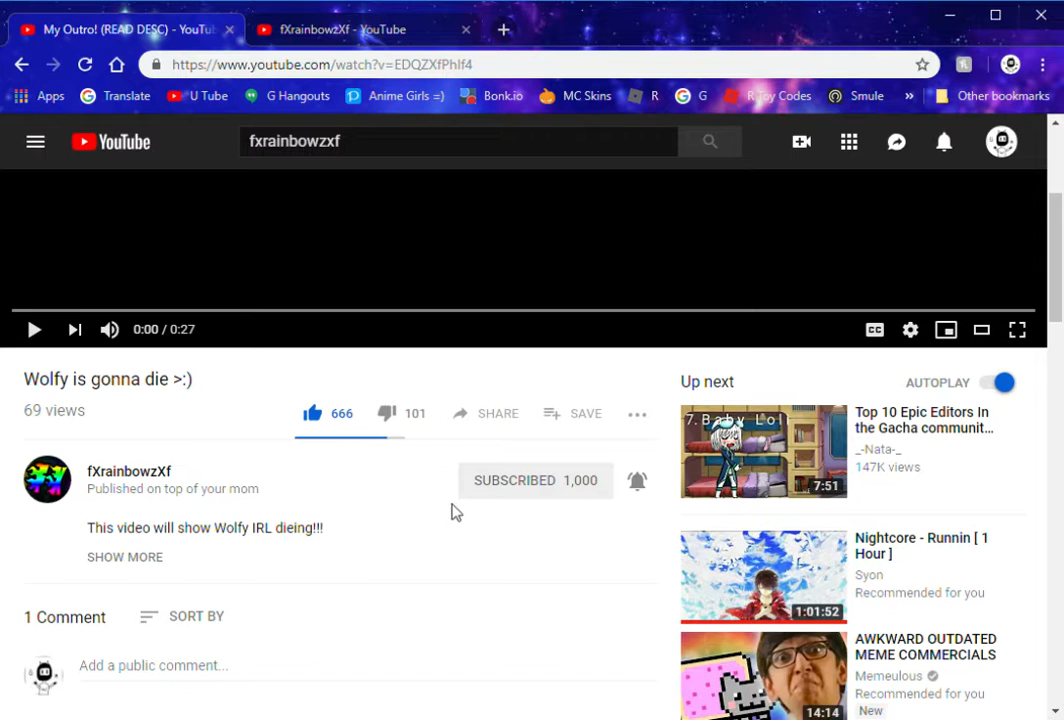 My Outro! (READ DESC) - YouTu
fXrainbowzXf - YouTube
https://www.youtube.com/watch?v=EDQZXfPhIf4
Apps
Translate
U Tube
G Hangouts
Anime Girls =)
Bonk.io
MC Skins
R
G
R Toy Codes
Smule
»
Other bookmarks
YouTube
fxrainbowzxf
0:00 / 0:27
CC
Wolfy is gonna die >:)
69 views
666
101
SHARE
SAVE
fXrainbowzXf
Published on top of your mom
SUBSCRIBED 1,000
This video will show Wolfy IRL dieing!!!
SHOW MORE
1 Comment
SORT BY
Add a public comment...
Up next
AUTOPLAY
7.Baby Loli
7:51
Top 10 Epic Editors In
the Gacha communit...
_-Nata-_
147K views
1:01:52
Nightcore - Runnin [ 1
Hour ]
Syon
Recommended for you
14:14
AWKWARD OUTDATED
MEME COMMERCIALS
Memeulous
Recommended for you
New